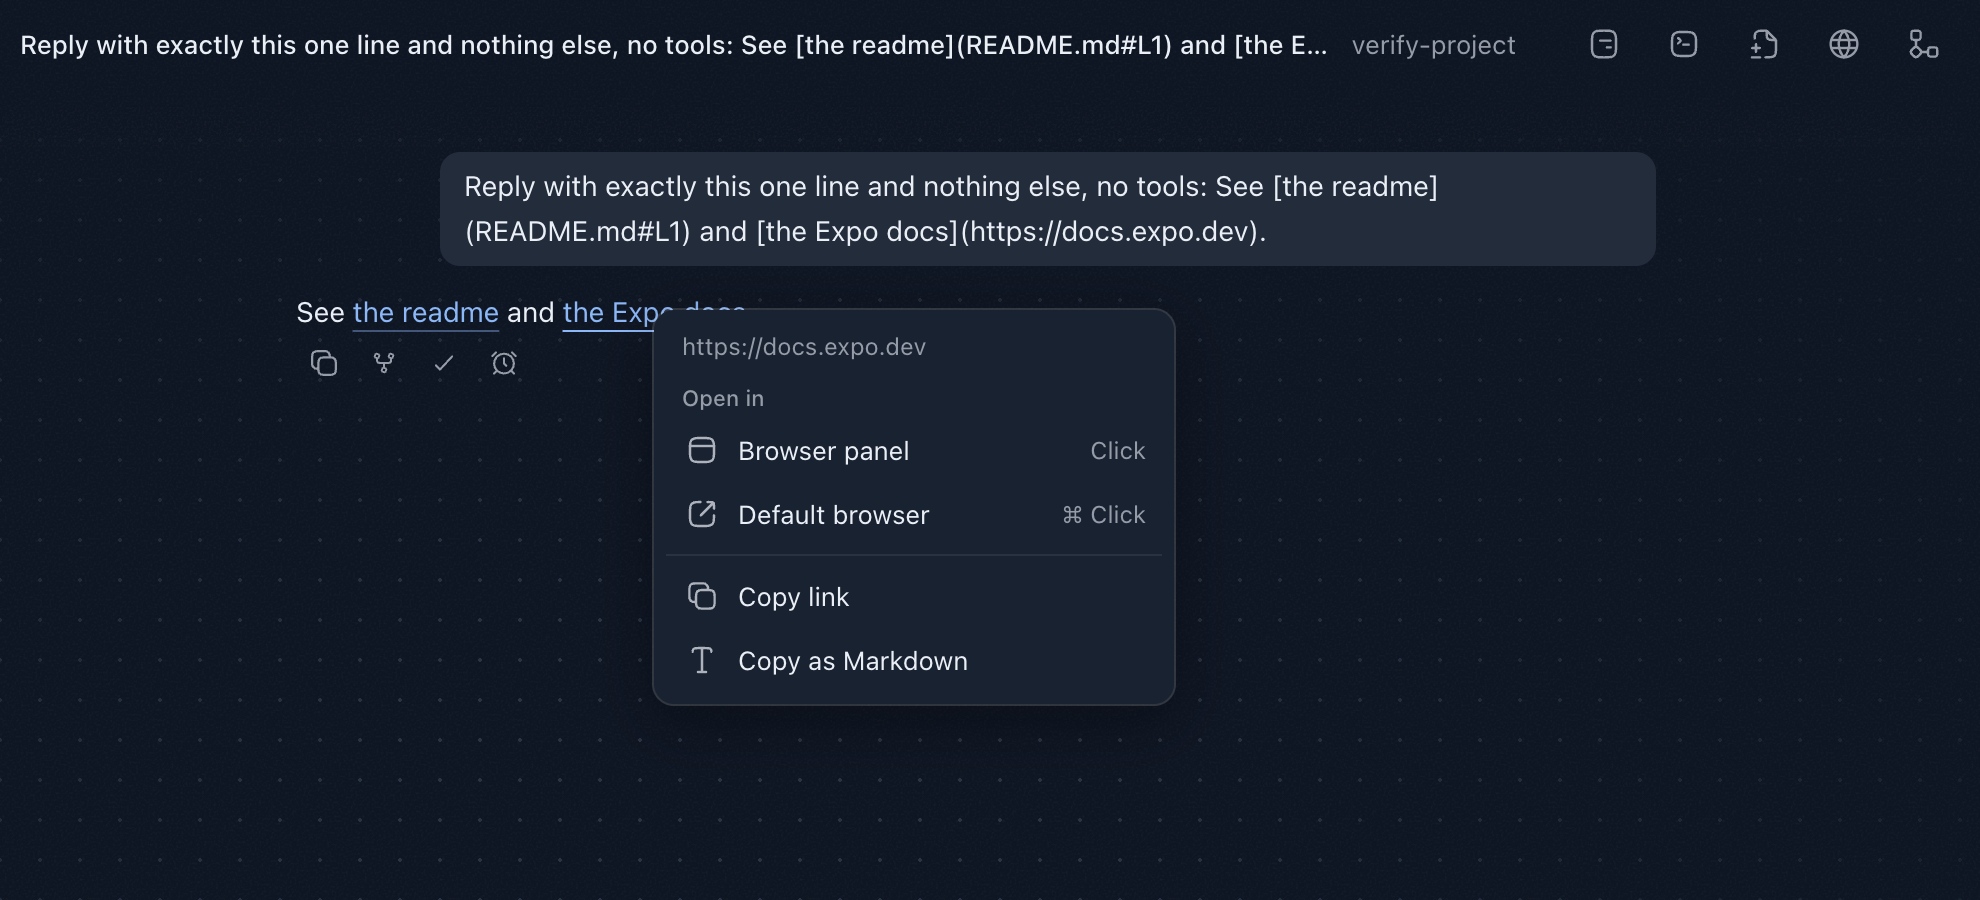 Reply with exactly this one line and nothing else, no tools: See [the readme](README.md#L1) and [the E... verify-project
Reply with exactly this one line and nothing else, no tools: See [the readme]
(README.md#L1) and [the Expo docs](https://docs.expo.dev).
See the readme and the Expo docs
https://docs.expo.dev
Open in
Browser panel Click
Default browser ⌘ Click
Copy link
Copy as Markdown